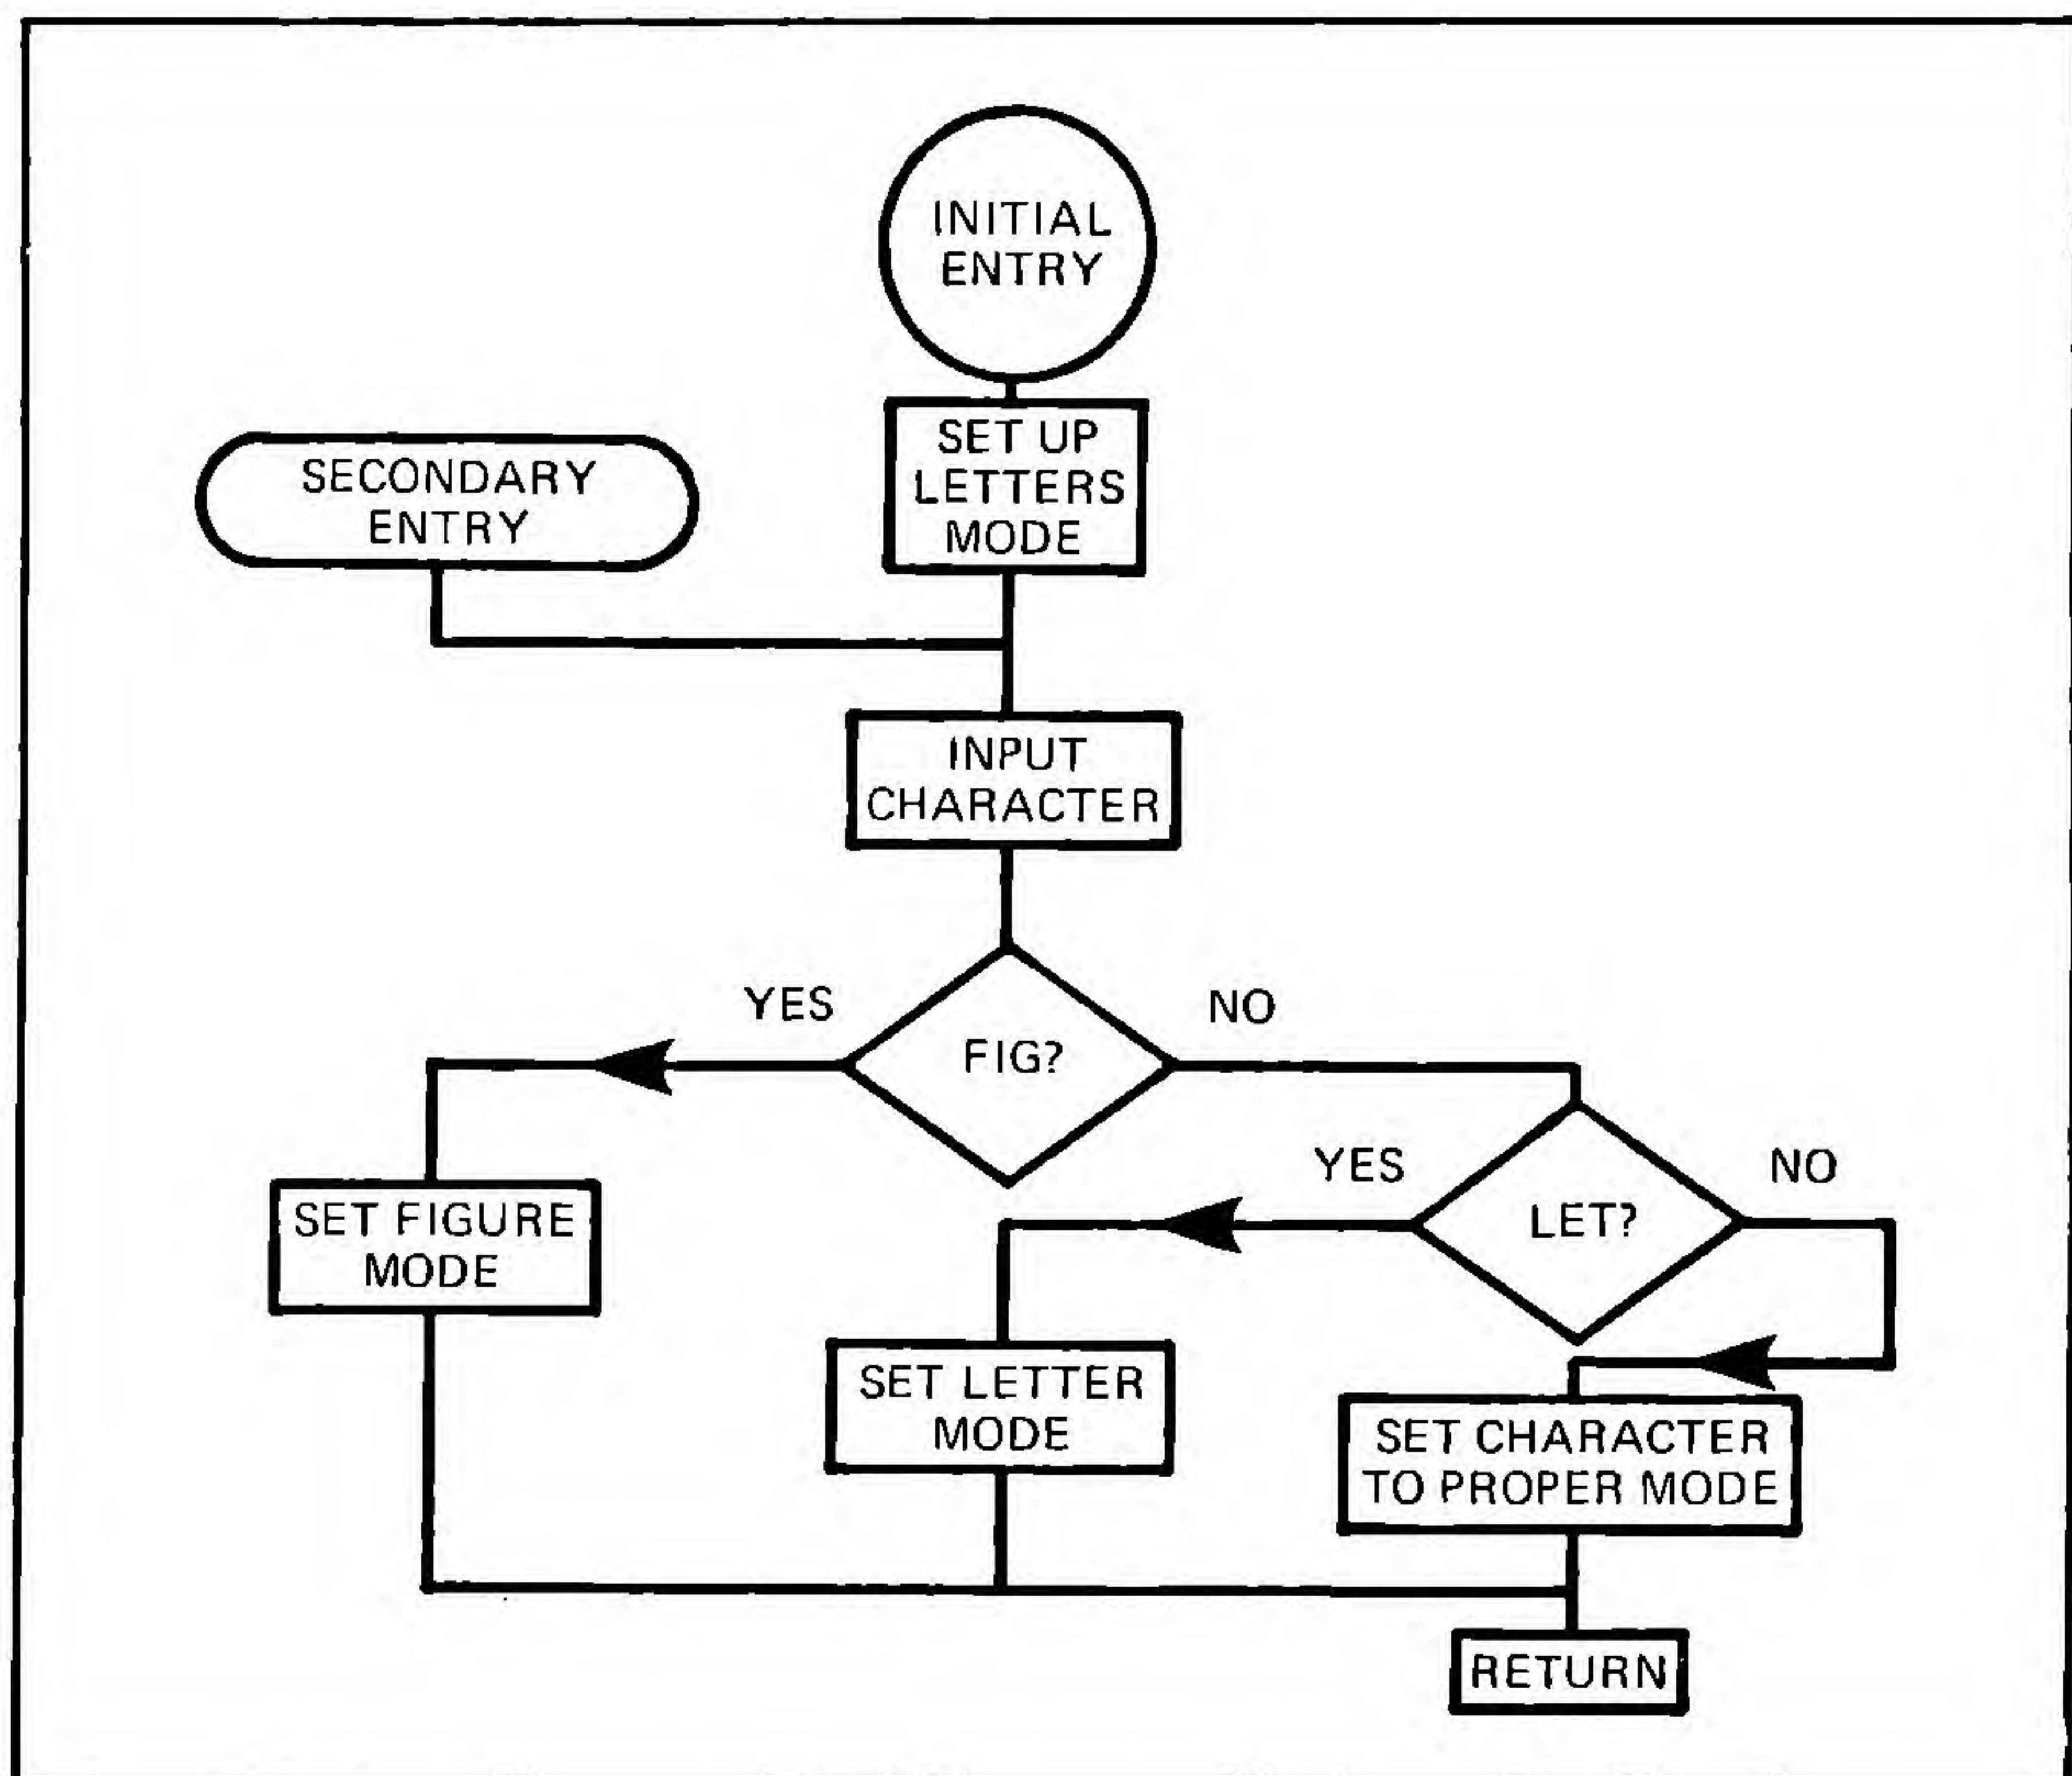 INITIAL
ENTRY
SET UP
LETTERS
MODE
SECONDARY
ENTRY
INPUT
CHARACTER
YES
NO
FIG?
YES
NO
LET?
SET FIGURE
MODE
SET LETTER
MODE
SET CHARACTER
TO PROPER MODE
RETURN